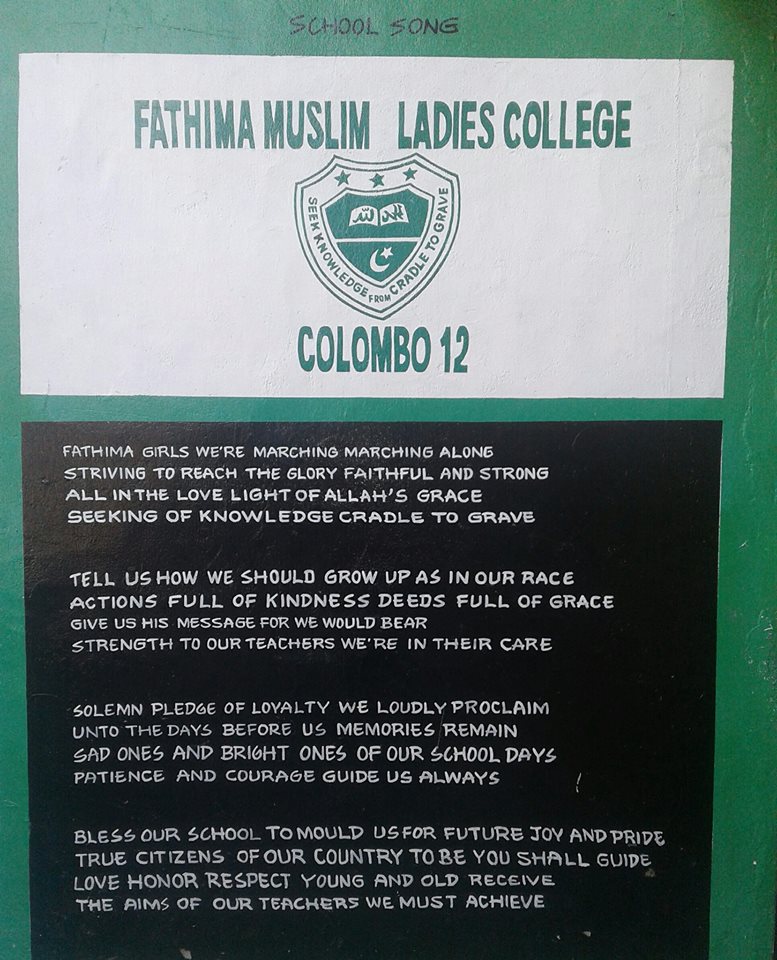 SCHOOL SONG
FATHIMA MUSLIM LADIES COLLEGE
SEEK KNOWLEDGE FROM CRADLE TO GRAVE
COLOMBO 12
FATHIMA GIRLS WE'RE MARCHING MARCHING ALONG
STRIVING TO REACH THE GLORY FAITHFUL AND STRONG
ALL IN THE LOVE LIGHT OF ALLAH'S GRACE
SEEKING OF KNOWLEDGE CRADLE TO GRAVE
TELL US HOW WE SHOULD GROW UP AS IN OUR RACE
ACTIONS FULL OF KINDNESS DEEDS FULL OF GRACE
GIVE US HIS MESSAGE FOR WE WOULD BEAR
STRENGTH TO OUR TEACHERS WE'RE IN THEIR CARE
SOLEMN PLEDGE OF LOYALTY WE LOUDLY PROCLAIM
UNTO THE DAYS BEFORE US MEMORIES REMAIN
SAD ONES AND BRIGHT ONES OF OUR SCHOOL DAYS
PATIENCE AND COURAGE GUIDE US ALWAYS
BLESS OUR SCHOOL TO MOULD US FOR FUTURE JOY AND PRIDE
TRUE CITIZENS OF OUR COUNTRY TO BE YOU SHALL GUIDE
LOVE HONOR RESPECT YOUNG AND OLD RECEIVE
THE AIMS OF OUR TEACHERS WE MUST ACHIEVE